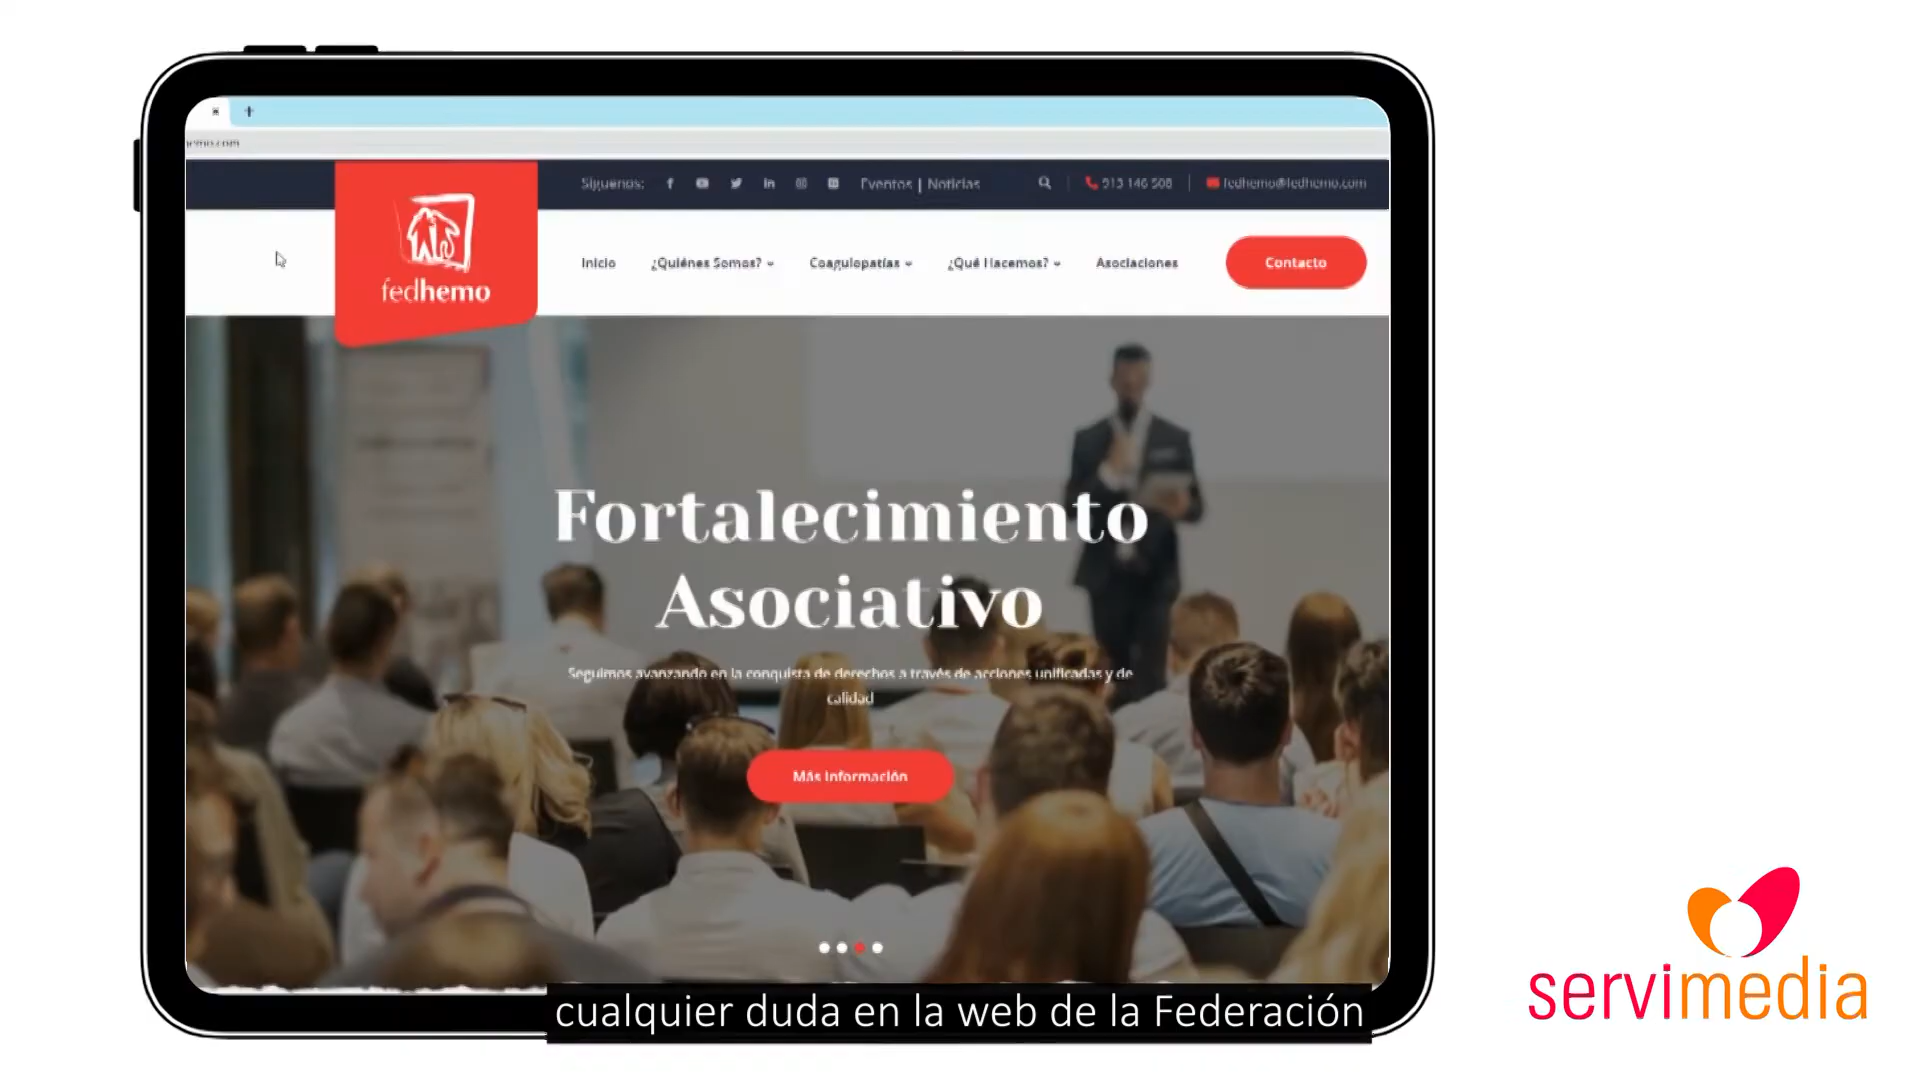 hemo.com
Síguenos:
Eventos | Noticias
913 146 508
fedhemo@fedhemo.com
fedhemo
Inicio
¿Quiénes Somos?
Coagulopatías
¿Qué Hacemos?
Asociaciones
Contacto
Fortalecimiento
Asociativo
Seguimos avanzando en la conquista de derechos a través de acciones unificadas y de
calidad
Más información
cualquier duda en la web de la Federación
servimedia